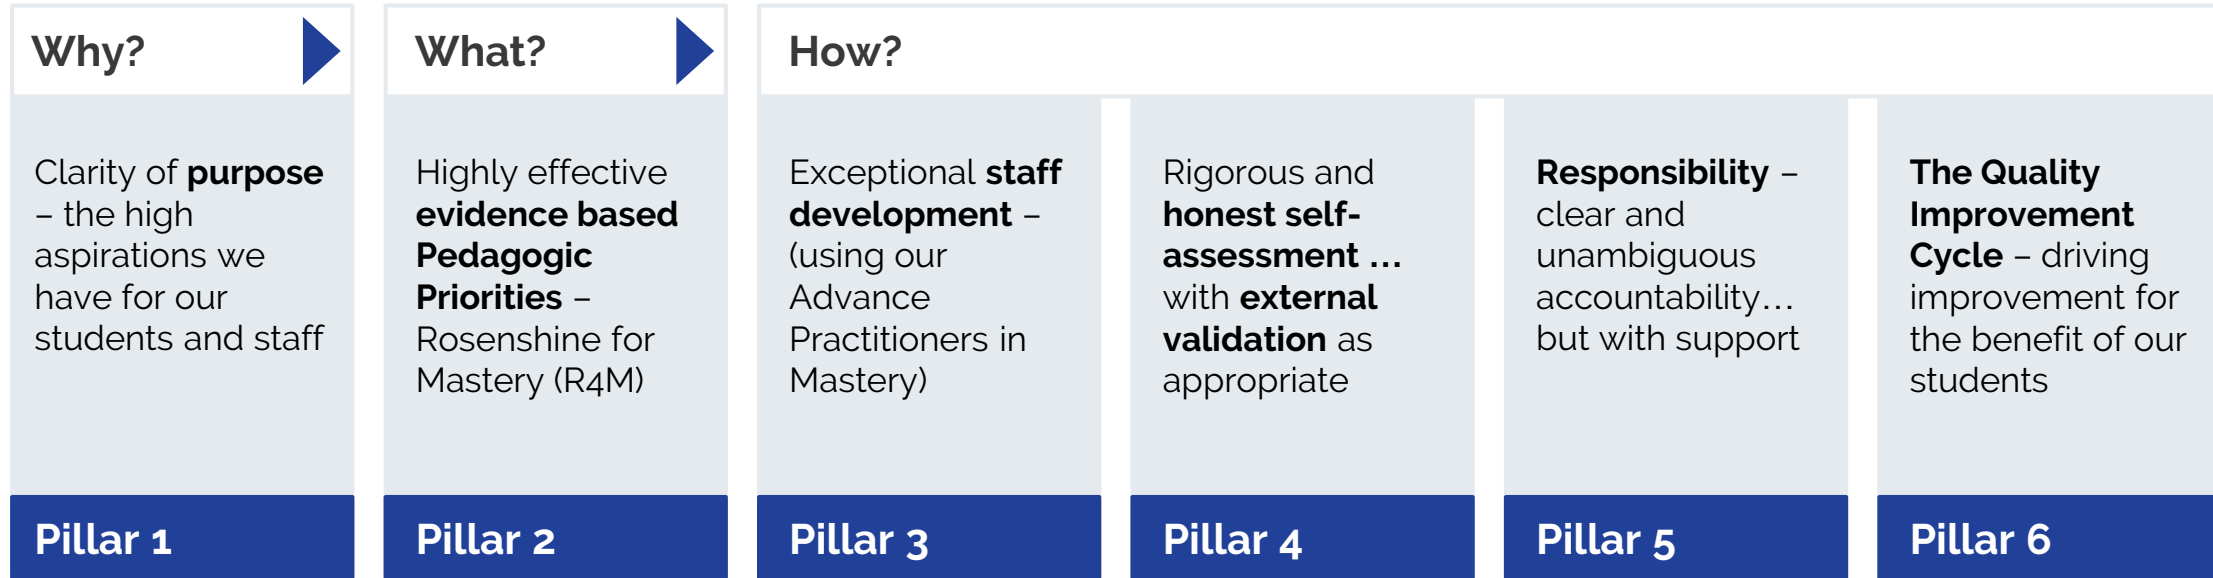 Why?
What?
How?
Clarity of purpose
– the high
aspirations we
have for our
students and staff
Highly effective
evidence based
Pedagogic
Priorities –
Rosenshine for
Mastery (R4M)
Exceptional staff
development –
(using our
Advance
Practitioners in
Mastery)
Rigorous and
honest self-
assessment …
with external
validation as
appropriate
Responsibility –
clear and
unambiguous
accountability…
but with support
The Quality
Improvement
Cycle – driving
improvement for
the benefit of our
students
Pillar 1
Pillar 2
Pillar 3
Pillar 4
Pillar 5
Pillar 6